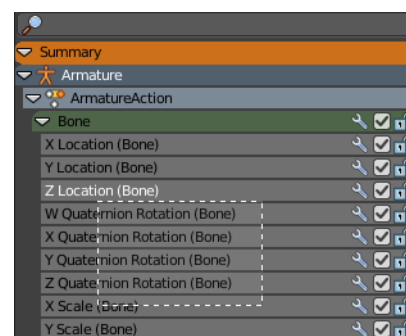 Summary
Armature
ArmatureAction
Bone
X Location (Bone)
Y Location (Bone)
Z Location (Bone)
W Quaternion Rotation (Bone)
X Quaternion Rotation (Bone)
Y Quaternion Rotation (Bone)
Z Quaternion Rotation (Bone)
X Scale (Bone)
Y Scale (Bone)